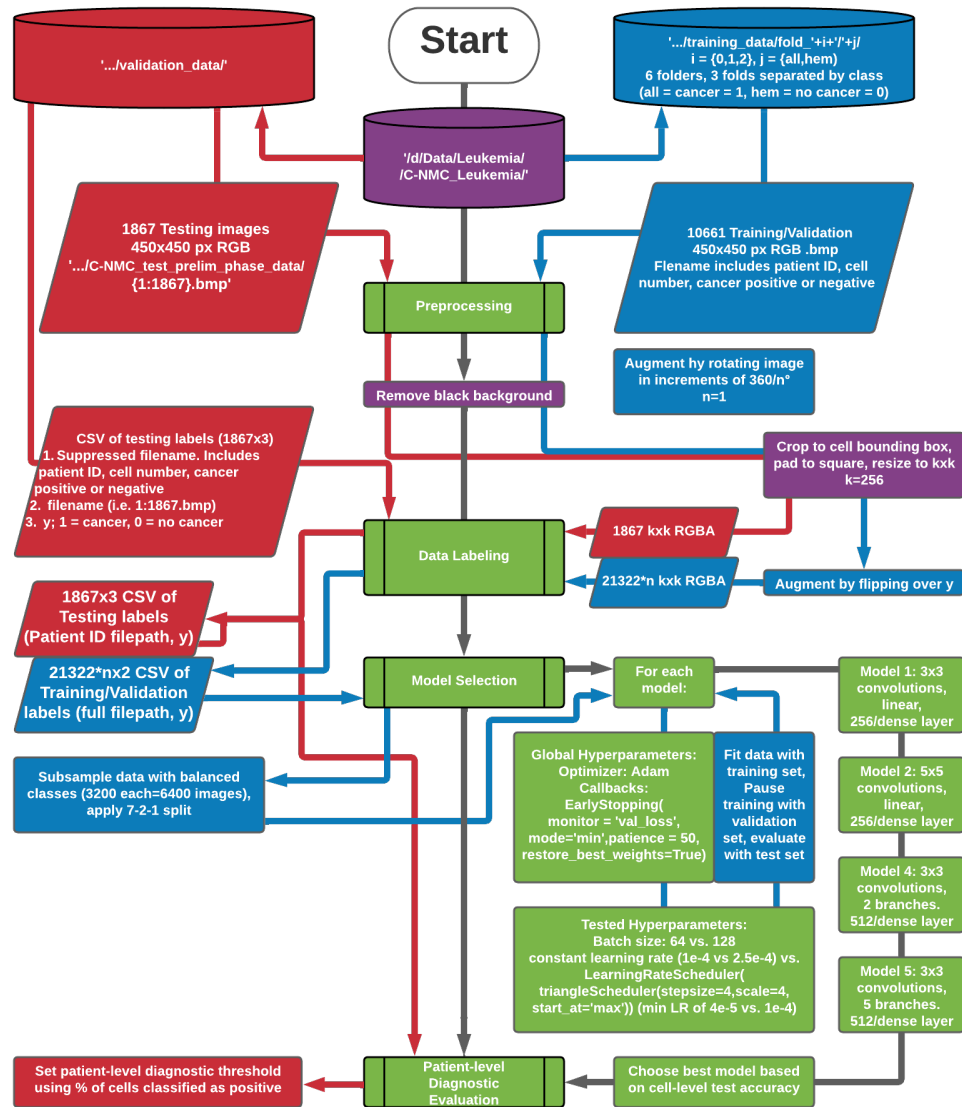 Start
'.../validation_data/'
'.../training_data/fold_'+i+'/'+j/
i = {0,1,2}, j = {all,hem)
6 folders, 3 folds separated by class
(all = cancer = 1, hem = no cancer = 0)
'/d/Data/Leukemia/
/C-NMC_Leukemia/'
1867 Testing images
450x450 px RGB
'.../C-NMC_test_prelim_phase_data/
{1:1867}.bmp'
10661 Training/Validation
450x450 px RGB .bmp
Filename includes patient ID, cell
number, cancer positive or negative
Preprocessing
Augment by rotating image
in increments of 360/n°
n=1
Remove black background
CSV of testing labels (1867x3)
1. Suppressed filename. Includes
patient ID, cell number, cancer
positive or negative
2. filename (i.e. 1:1867.bmp)
3. y; 1 = cancer, 0 = no cancer
Crop to cell bounding box,
pad to square, resize to kxk
k=256
1867 kxk RGBA
Data Labeling
21322*n kxk RGBA
Augment by flipping over y
1867x3 CSV of
Testing labels
(Patient ID filepath, y)
21322*nx2 CSV of
Training/Validation
labels (full filepath, y)
Model Selection
For each
model:
Model 1: 3x3
convolutions,
linear,
256/dense layer
Subsample data with balanced
classes (3200 each=6400 images),
apply 7-2-1 split
Global Hyperparameters:
Optimizer: Adam
Callbacks:
EarlyStopping(
monitor = 'val_loss',
mode='min',patience = 50,
restore_best_weights=True)
Fit data with
training set,
Pause
training with
validation
set, evaluate
with test set
Model 2: 5x5
convolutions,
linear,
256/dense layer
Model 4: 3x3
convolutions,
2 branches.
512/dense layer
Tested Hyperparameters:
Batch size: 64 vs. 128
constant learning rate (1e-4 vs 2.5e-4) vs.
LearningRateScheduler(
triangleScheduler(stepsize=4,scale=4,
start_at='max')) (min LR of 4e-5 vs. 1e-4)
Model 5: 3x3
convolutions,
5 branches.
512/dense layer
Set patient-level diagnostic threshold
using % of cells classified as positive
Patient-level
Diagnostic
Evaluation
Choose best model based
on cell-level test accuracy